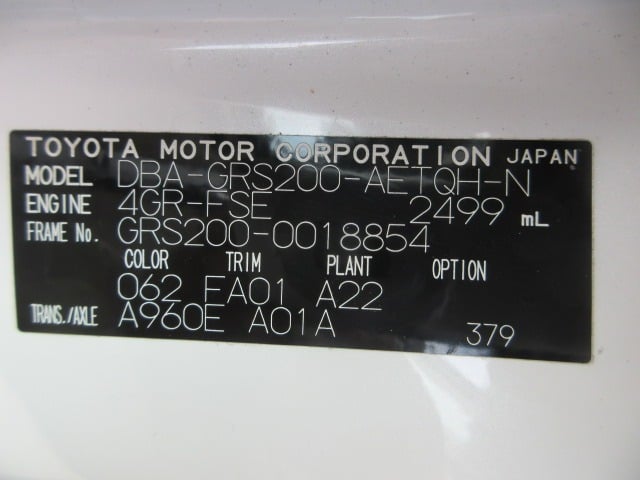 TOYOTA MOTOR CORPORATION JAPAN
MODEL DBA-GRS200-AETQH-N
ENGINE 4GR-FSE 2499 mL
FRAME No. GRS200-0018854
COLOR TRIM PLANT OPTION
062 FA01 A22
TRANS./AXLE A960E A01A 379